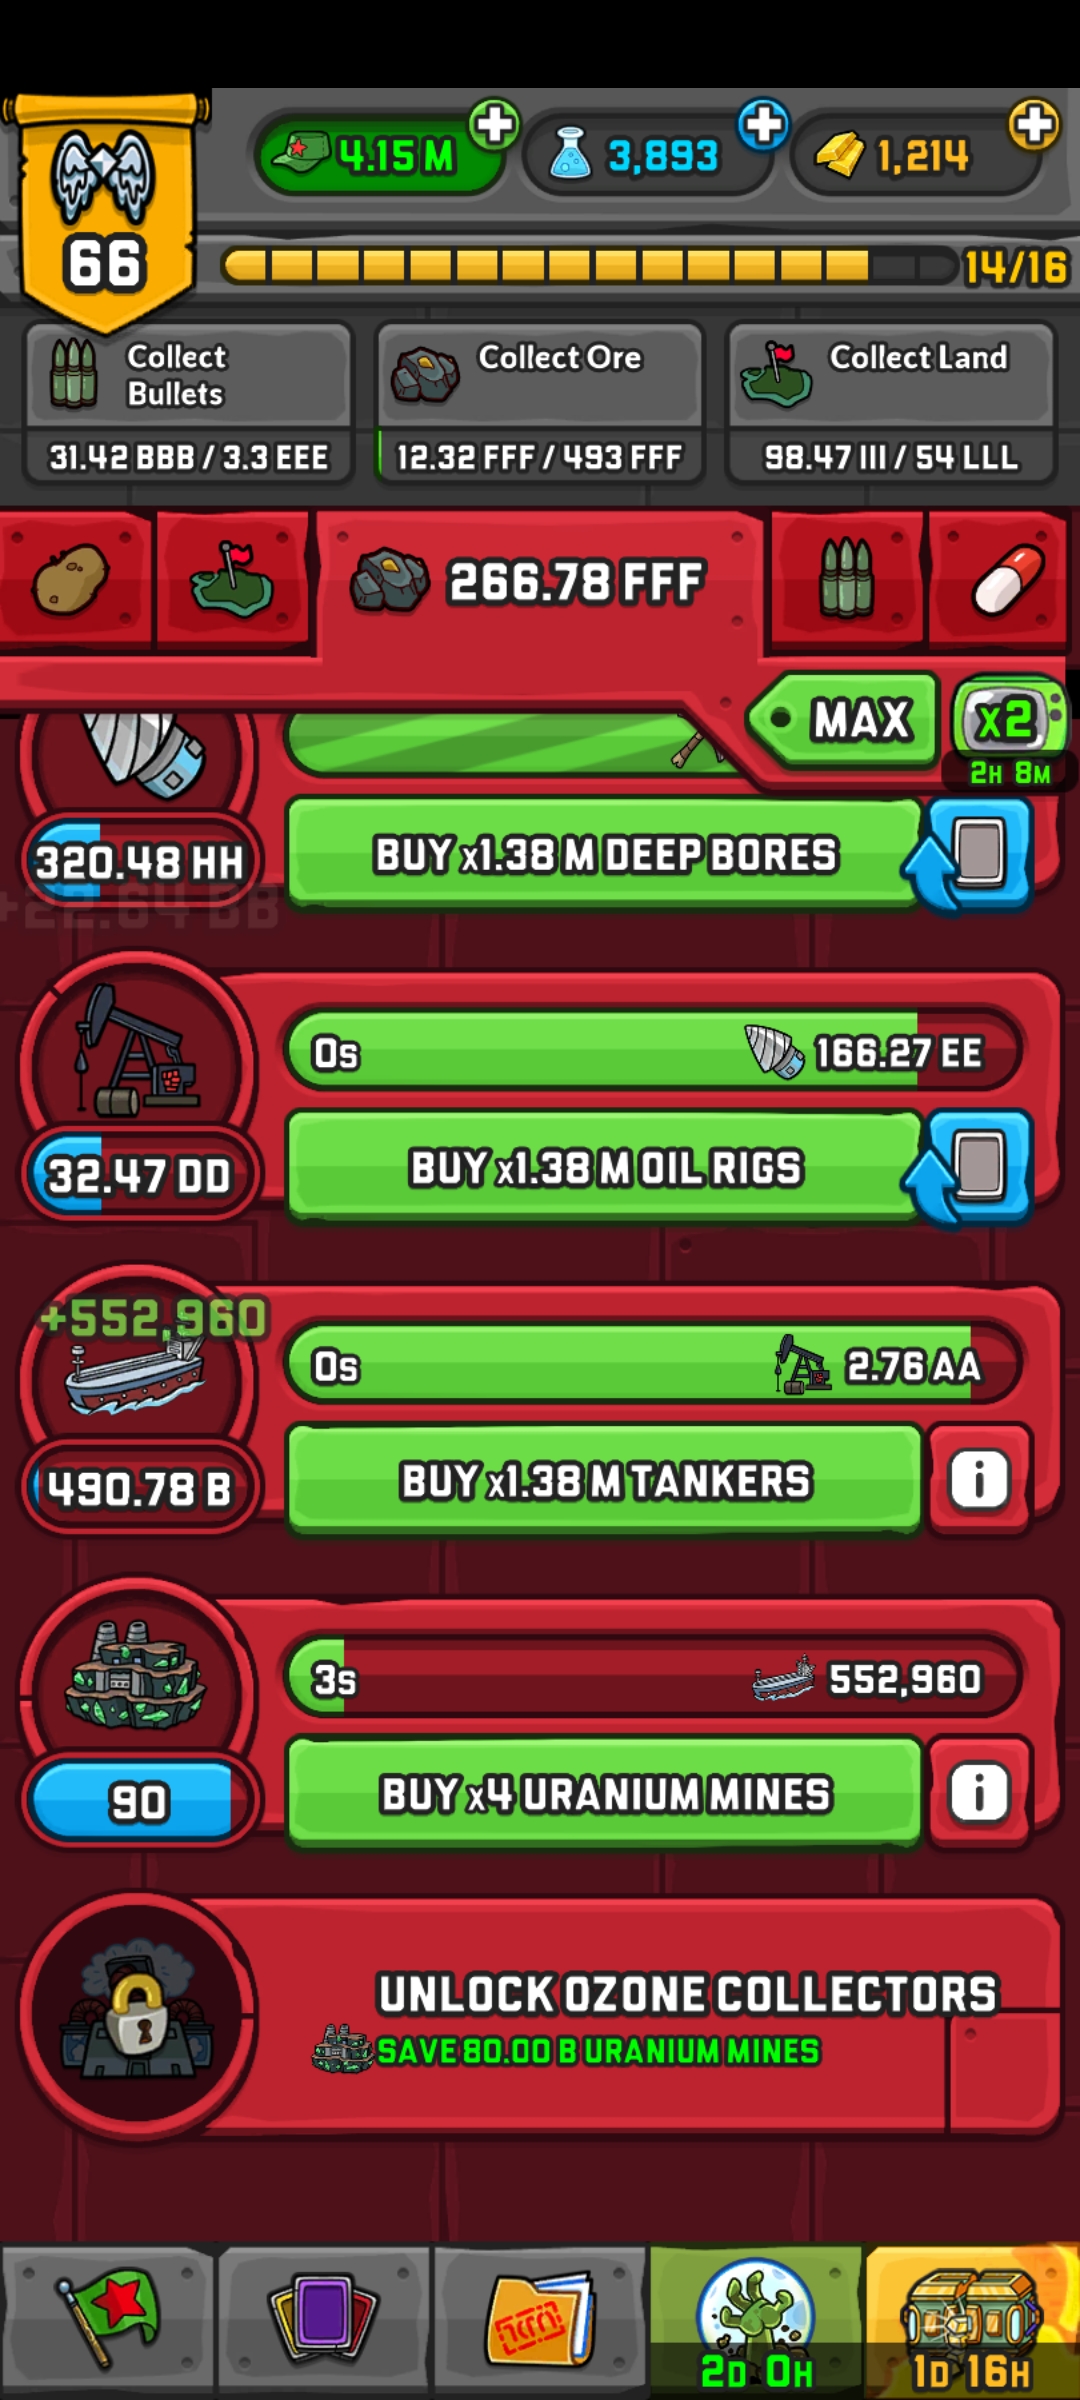 4.15 M
3,893
1,214
66
14/16
Collect
Bullets
Collect Ore
Collect Land
31.42 BBB / 3.3 EEE
12.32 FFF / 493 FFF
98.47 III / 54 LLL
266.78 FFF
MAX
x2
2H 8M
320.48 HH
BUY x1.38 M DEEP BORES
+22.64 BB
0s
166.27 EE
32.47 DD
BUY x1.38 M OIL RIGS
+552,960
0s
2.76 AA
490.78 B
BUY x1.38 M TANKERS
i
3s
552,960
90
BUY x4 URANIUM MINES
i
UNLOCK OZONE COLLECTORS
SAVE 80.00 B URANIUM MINES
2D 0H
1D 16H